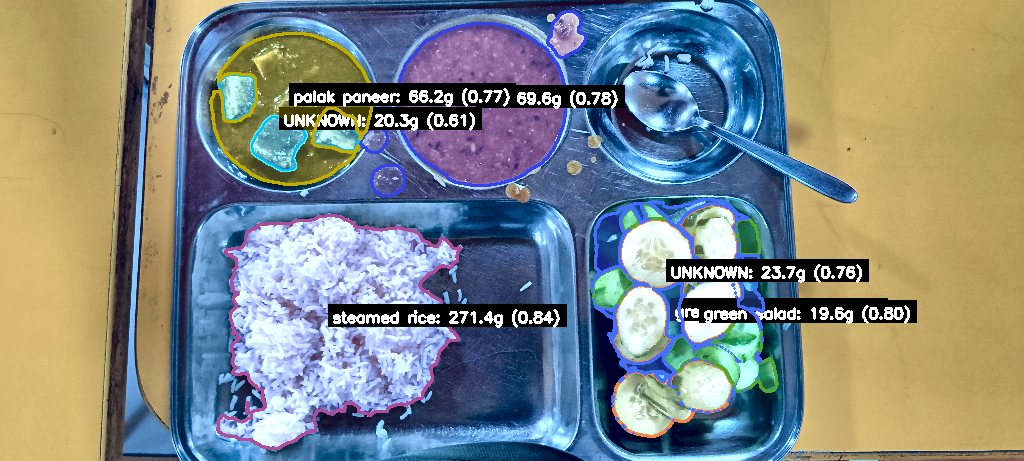 palak paneer: 66.2g (0.77) 69.6g (0.78)
UNKNOWN: 20.3g (0.61)
UNKNOWN: 23.7g (0.76)
green salad: 19.6g (0.80)
steamed rice: 271.4g (0.84)